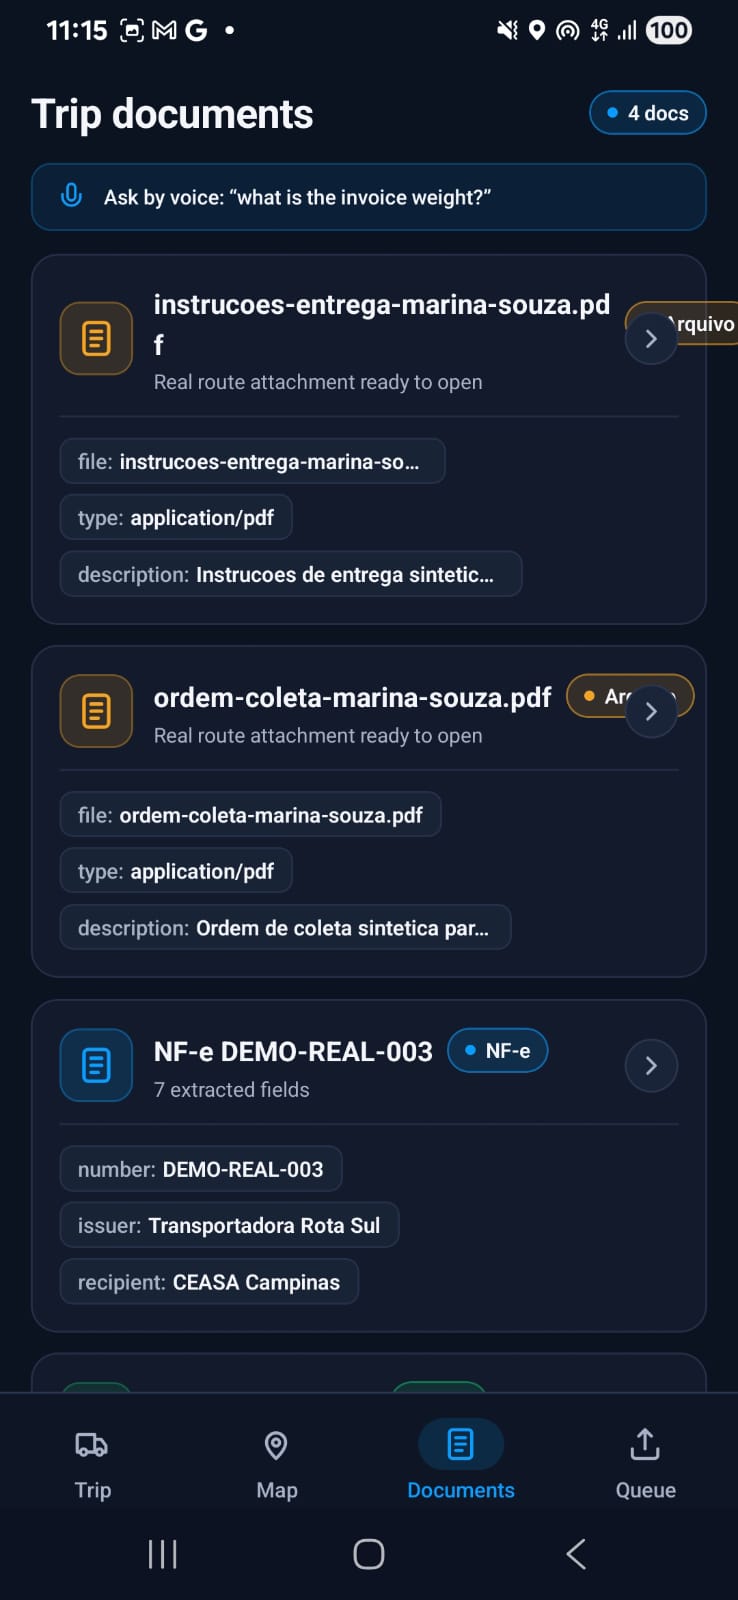 11:15
4G
100
Trip documents
4 docs
Ask by voice: “what is the invoice weight?”
instrucoes-entrega-marina-souza.pd
f
Real route attachment ready to open
file: instrucoes-entrega-marina-so...
type: application/pdf
description: Instrucoes de entrega sintetic...
ordem-coleta-marina-souza.pdf
Real route attachment ready to open
file: ordem-coleta-marina-souza.pdf
type: application/pdf
description: Ordem de coleta sintetica par...
NF-e DEMO-REAL-003
NF-e
7 extracted fields
number: DEMO-REAL-003
issuer: Transportadora Rota Sul
recipient: CEASA Campinas
Trip
Map
Documents
Queue